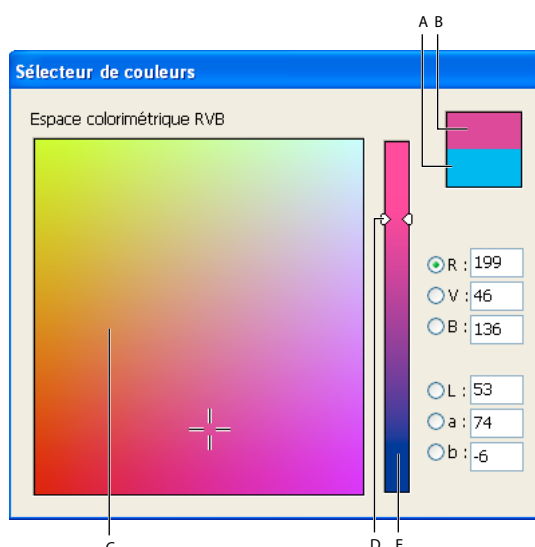 A B
Sélecteur de couleurs
Espace colorimétrique RVB
R : 199
V : 46
B : 136
L : 53
a : 74
b : -6
D
C D E